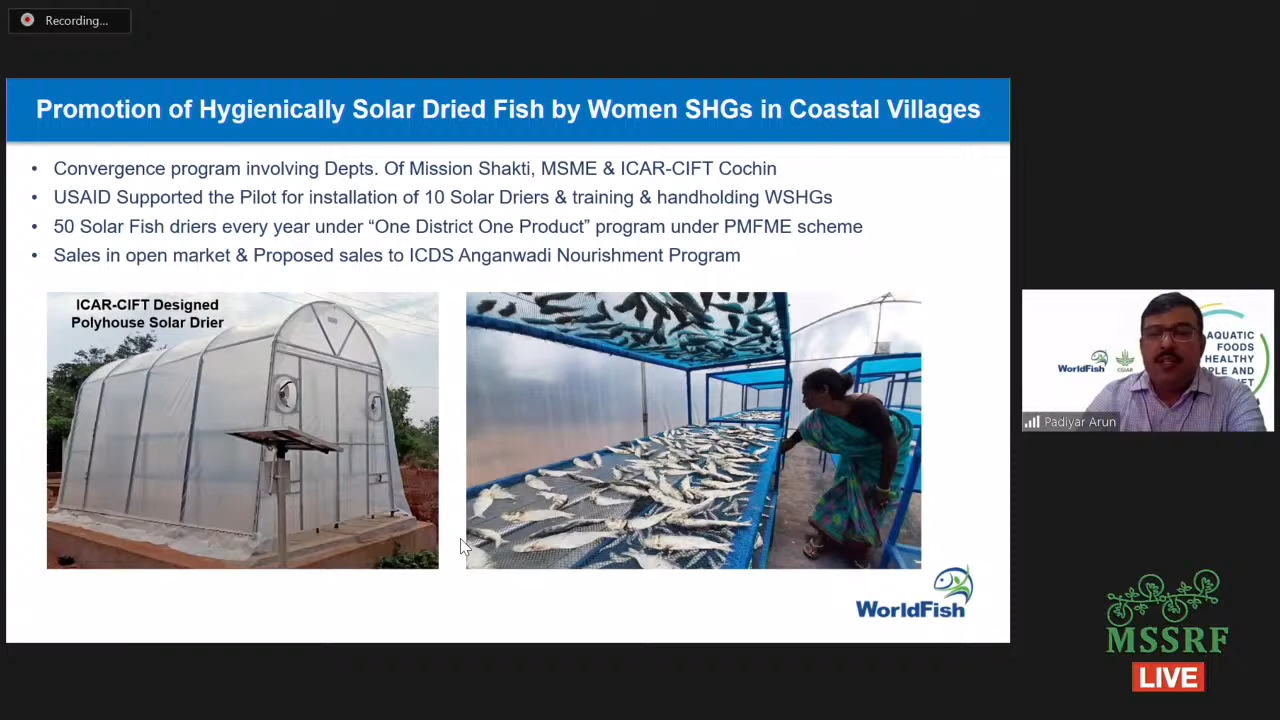 Recording...
Promotion of Hygienically Solar Dried Fish by Women SHGs in Coastal Villages
• Convergence program involving Depts. Of Mission Shakti, MSME & ICAR-CIFT Cochin
• USAID Supported the Pilot for installation of 10 Solar Driers & training & handholding WSHGs
• 50 Solar Fish driers every year under “One District One Product” program under PMFME scheme
• Sales in open market & Proposed sales to ICDS Anganwadi Nourishment Program
ICAR-CIFT Designed
Polyhouse Solar Drier
WorldFish
AQUATIC
FOODS
HEALTHY
PLE AND
ET
WorldFish
CGIAR
Padiyar Arun
MSSRF
LIVE